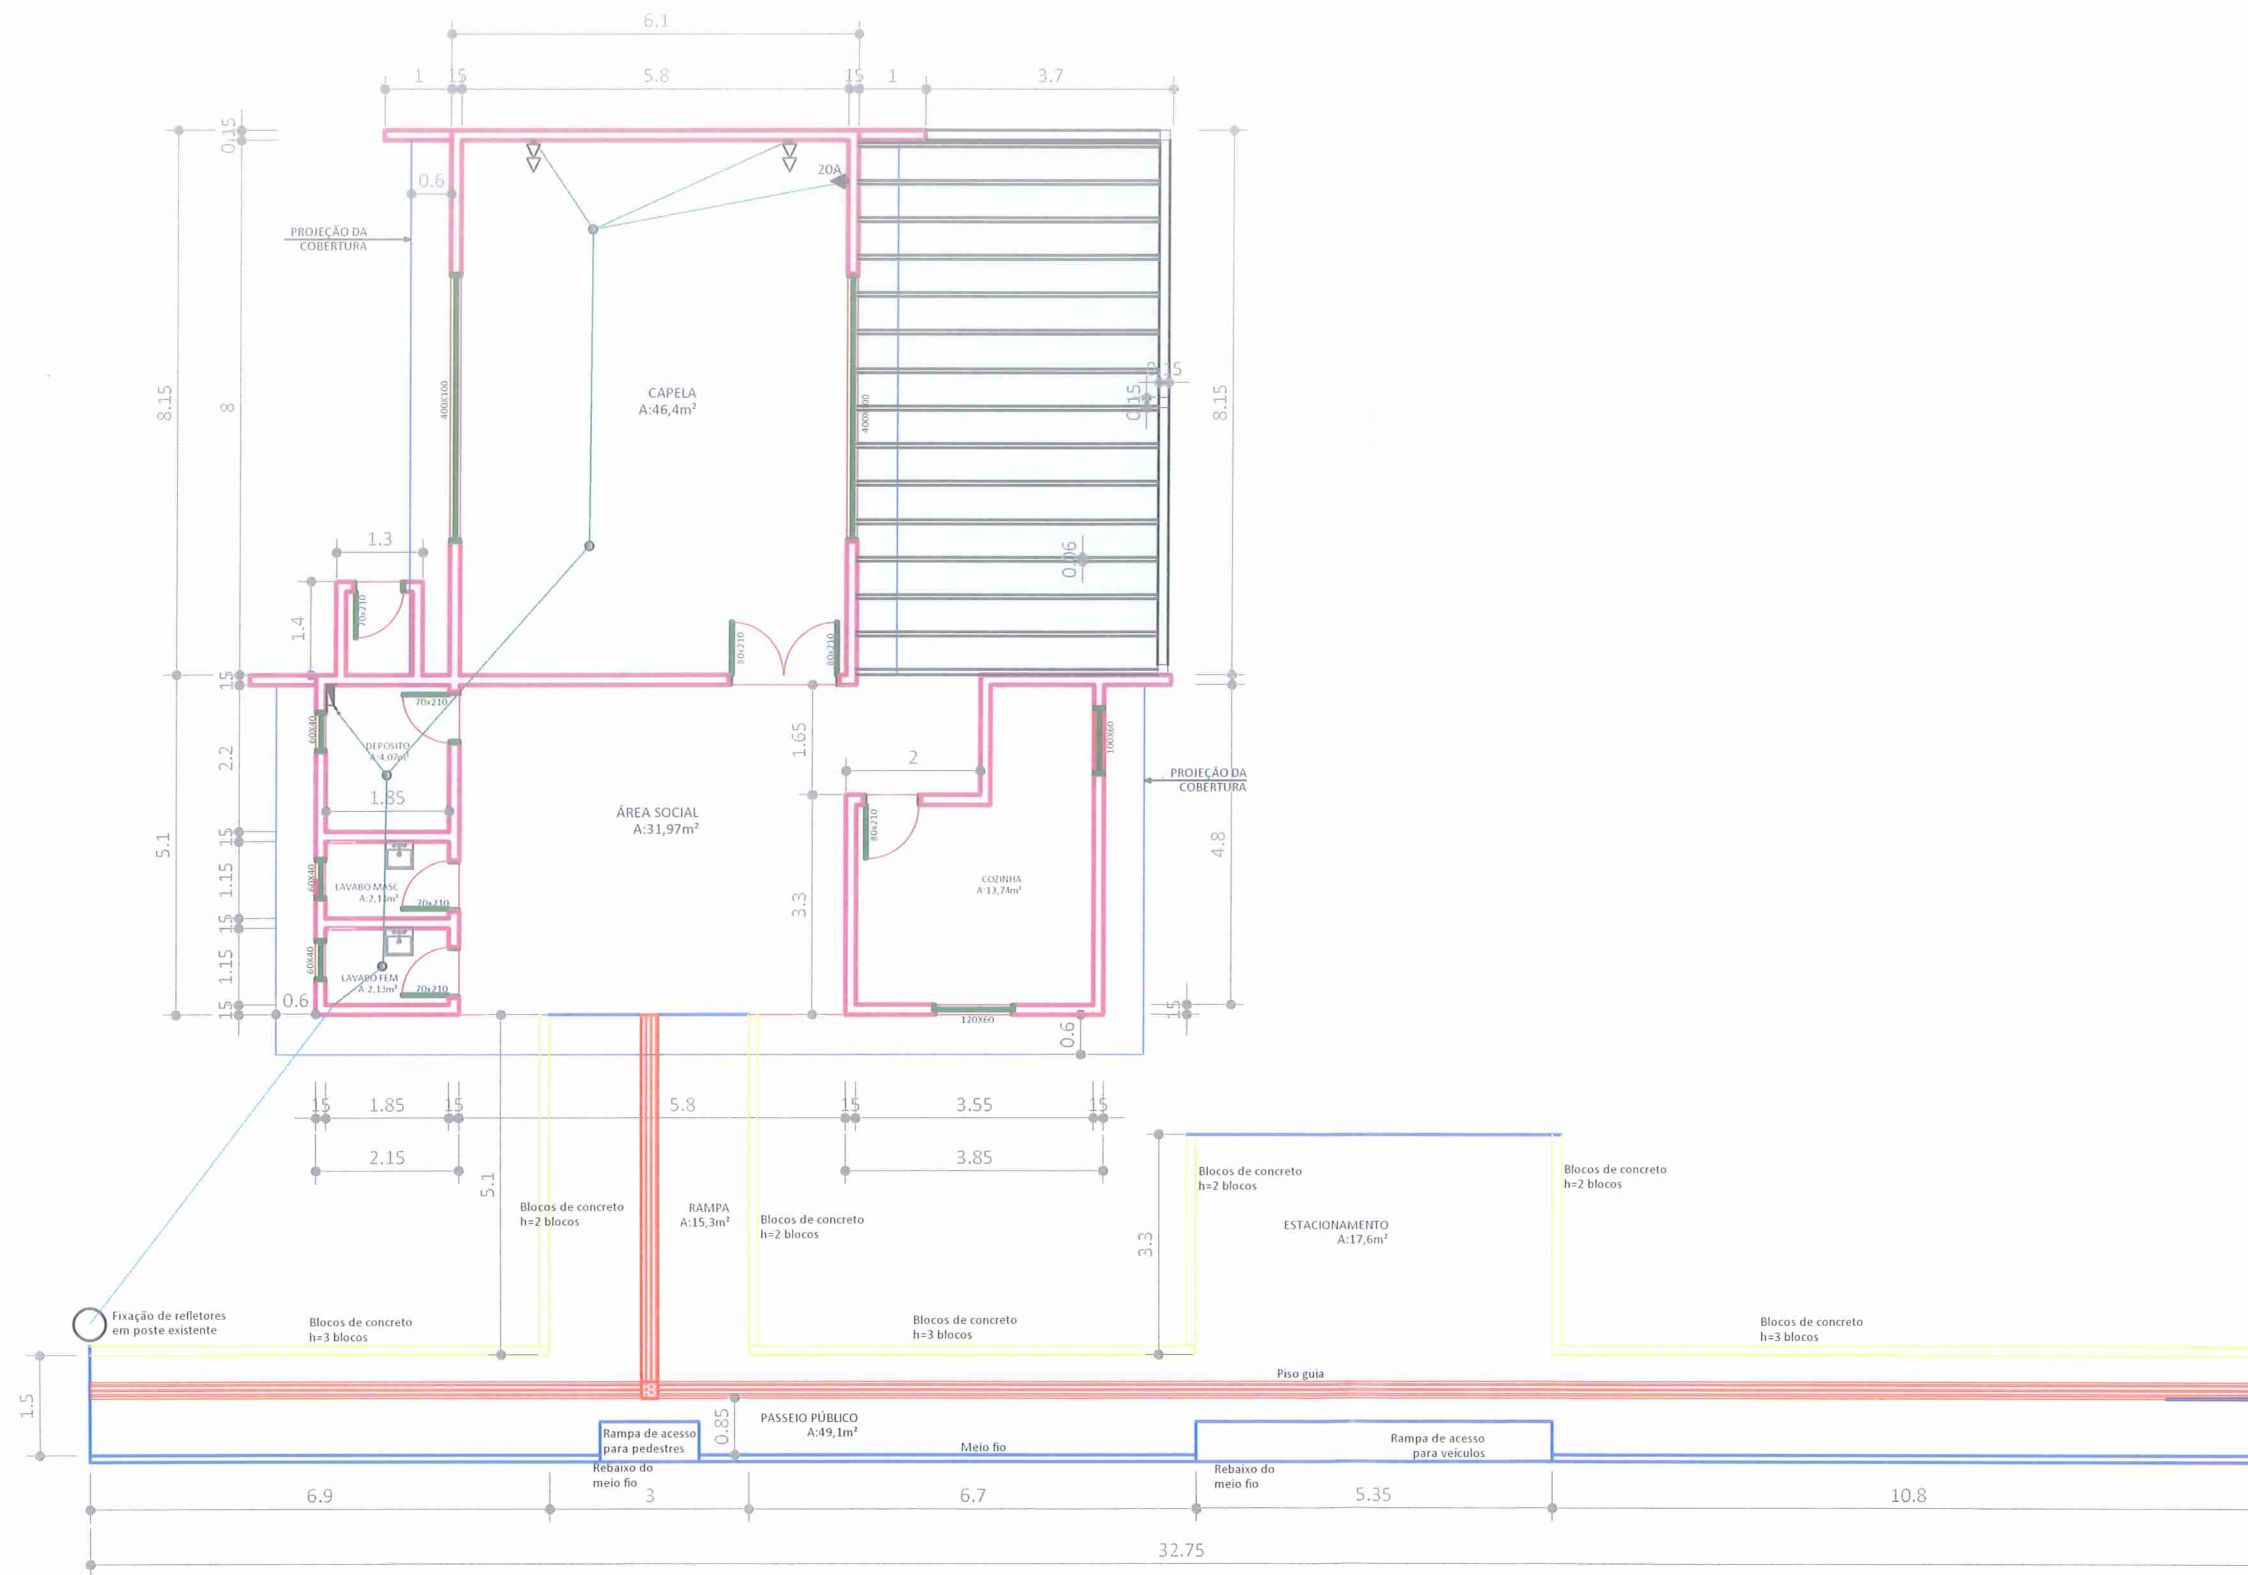 6.1
1
15
5.8
15
1
3.7
0.15
20A
0.6
PROJEÇÃO DA
COBERTURA
8.15
8
400X100
CAPELA
A:46,4m²
0.15
8.15
0.06
1.3
1.4
70x210
80x210
80x210
15
70x210
60X40
DEPÓSITO
A:4,07m²
2.2
1.85
1.65
2
100X60
PROJEÇÃO DA
COBERTURA
ÁREA SOCIAL
A:31,97m²
80x210
5.1
15
4.8
1.15
60X40
LAVABO MASC
70x210
COZINHA
A:13,74m²
3.3
15
1.15
60X40
LAVABO FEM
A:2,13m²
70x210
15
0.6
120X60
15
0.6
15
1.85
15
5.8
15
3.55
15
2.15
3.85
5.1
Blocos de concreto
h=2 blocos
RAMPA
A:15,3m²
Blocos de concreto
h=2 blocos
Blocos de concreto
h=2 blocos
Blocos de concreto
h=2 blocos
3.3
ESTACIONAMENTO
A:17,6m²
Fixação de refletores
em poste existente
Blocos de concreto
h=3 blocos
Blocos de concreto
h=3 blocos
Blocos de concreto
h=3 blocos
Piso guia
1.5
0.85
PASSEIO PÚBLICO
A:49,1m²
Rampa de acesso
para pedestres
Meio fio
Rampa de acesso
para veículos
Rebaixo do
meio fio
Rebaixo do
meio fio
6.9
3
6.7
5.35
10.8
32.75